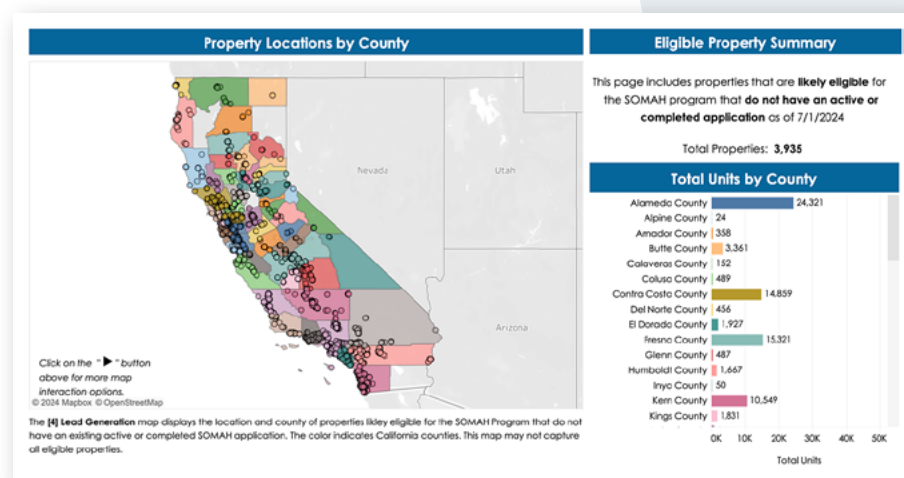 Property Locations by County
Nevada
Utah
Arizona
Click on the "▶" button
above for more map
interaction options.
© 2024 Mapbox © OpenStreetMap
The [4] Lead Generation map displays the location and county of properties likley eligible for the SOMAH Program that do not
have an existing active or completed SOMAH application. The color indicates California counties. This map may not capture
all eligible properties.
Eligible Property Summary
This page includes properties that are likely eligible for
the SOMAH program that do not have an active or
completed application as of 7/1/2024
Total Properties: 3,935
Total Units by County
Alameda County 24,321
Alpine County 24
Amador County 358
Butte County 3,361
Calaveras County 152
Colusa County 489
Contra Costa County 14,859
Del Norte County 456
El Dorado County 1,927
Fresno County 15,321
Glenn County 487
Humboldt County 1,667
Inyo County 50
Kern County 10,549
Kings County 1,831
0K 10K 20K 30K 40K 50K
Total Units